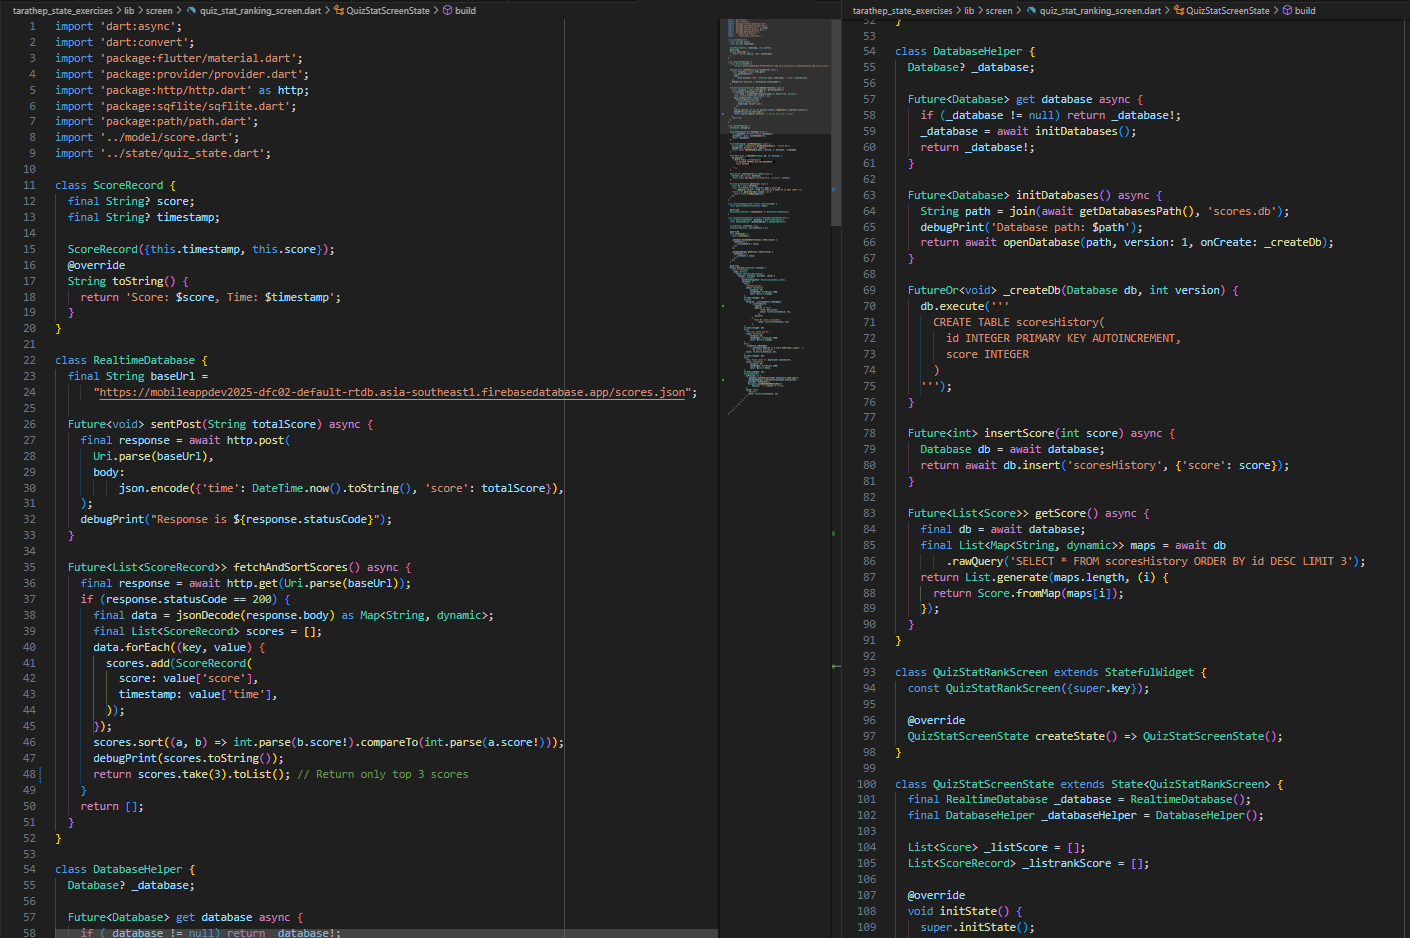 tarathep_state_exercises > lib > screen > quiz_stat_ranking_screen.dart > QuizStatScreenState > build
1 import 'dart:async';
2 import 'dart:convert';
3 import 'package:flutter/material.dart';
4 import 'package:provider/provider.dart';
5 import 'package:http/http.dart' as http;
6 import 'package:sqflite/sqflite.dart';
7 import 'package:path/path.dart';
8 import '../model/score.dart';
9 import '../state/quiz_state.dart';
10
11 class ScoreRecord {
12 final String? score;
13 final String? timestamp;
14
15 ScoreRecord({this.timestamp, this.score});
16 @override
17 String toString() {
18 return 'Score: $score, Time: $timestamp';
19 }
20 }
21
22 class RealtimeDatabase {
23 final String baseUrl =
24 "https://mobileappdev2025-dfc02-default-rtdb.asia-southeast1.firebasedatabase.app/scores.json";
25
26 Future<void> sentPost(String totalScore) async {
27 final response = await http.post(
28 Uri.parse(baseUrl),
29 body:
30 json.encode({'time': DateTime.now().toString(), 'score': totalScore}),
31 );
32 debugPrint("Response is ${response.statusCode}");
33 }
34
35 Future<List<ScoreRecord>> fetchAndSortScores() async {
36 final response = await http.get(Uri.parse(baseUrl));
37 if (response.statusCode == 200) {
38 final data = jsonDecode(response.body) as Map<String, dynamic>;
39 final List<ScoreRecord> scores = [];
40 data.forEach((key, value) {
41 scores.add(ScoreRecord(
42 score: value['score'],
43 timestamp: value['time'],
44 ));
45 });
46 scores.sort((a, b) => int.parse(b.score!).compareTo(int.parse(a.score!)));
47 debugPrint(scores.toString());
48 return scores.take(3).toList(); // Return only top 3 scores
49 }
50 return [];
51 }
52 }
53
54 class DatabaseHelper {
55 Database? _database;
56
57 Future<Database> get database async {
58 if (_database != null) return _database!;
tarathep_state_exercises > lib > screen > quiz_stat_ranking_screen.dart > QuizStatScreenState > build
52 }
53
54 class DatabaseHelper {
55 Database? _database;
56
57 Future<Database> get database async {
58 if (_database != null) return _database!;
59 _database = await initDatabases();
60 return _database!;
61 }
62
63 Future<Database> initDatabases() async {
64 String path = join(await getDatabasesPath(), 'scores.db');
65 debugPrint('Database path: $path');
66 return await openDatabase(path, version: 1, onCreate: _createDb);
67 }
68
69 FutureOr<void> _createDb(Database db, int version) {
70 db.execute('''
71 CREATE TABLE scoresHistory(
72 id INTEGER PRIMARY KEY AUTOINCREMENT,
73 score INTEGER
74 )
75 ''');
76 }
77
78 Future<int> insertScore(int score) async {
79 Database db = await database;
80 return await db.insert('scoresHistory', {'score': score});
81 }
82
83 Future<List<Score>> getScore() async {
84 final db = await database;
85 final List<Map<String, dynamic>> maps = await db
86 .rawQuery('SELECT * FROM scoresHistory ORDER BY id DESC LIMIT 3');
87 return List.generate(maps.length, (i) {
88 return Score.fromMap(maps[i]);
89 });
90 }
91 }
92
93 class QuizStatRankScreen extends StatefulWidget {
94 const QuizStatRankScreen({super.key});
95
96 @override
97 QuizStatScreenState createState() => QuizStatScreenState();
98 }
99
100 class QuizStatScreenState extends State<QuizStatRankScreen> {
101 final RealtimeDatabase _database = RealtimeDatabase();
102 final DatabaseHelper _databaseHelper = DatabaseHelper();
103
104 List<Score> _listScore = [];
105 List<ScoreRecord> _listrankScore = [];
106
107 @override
108 void initState() {
109 super.initState();